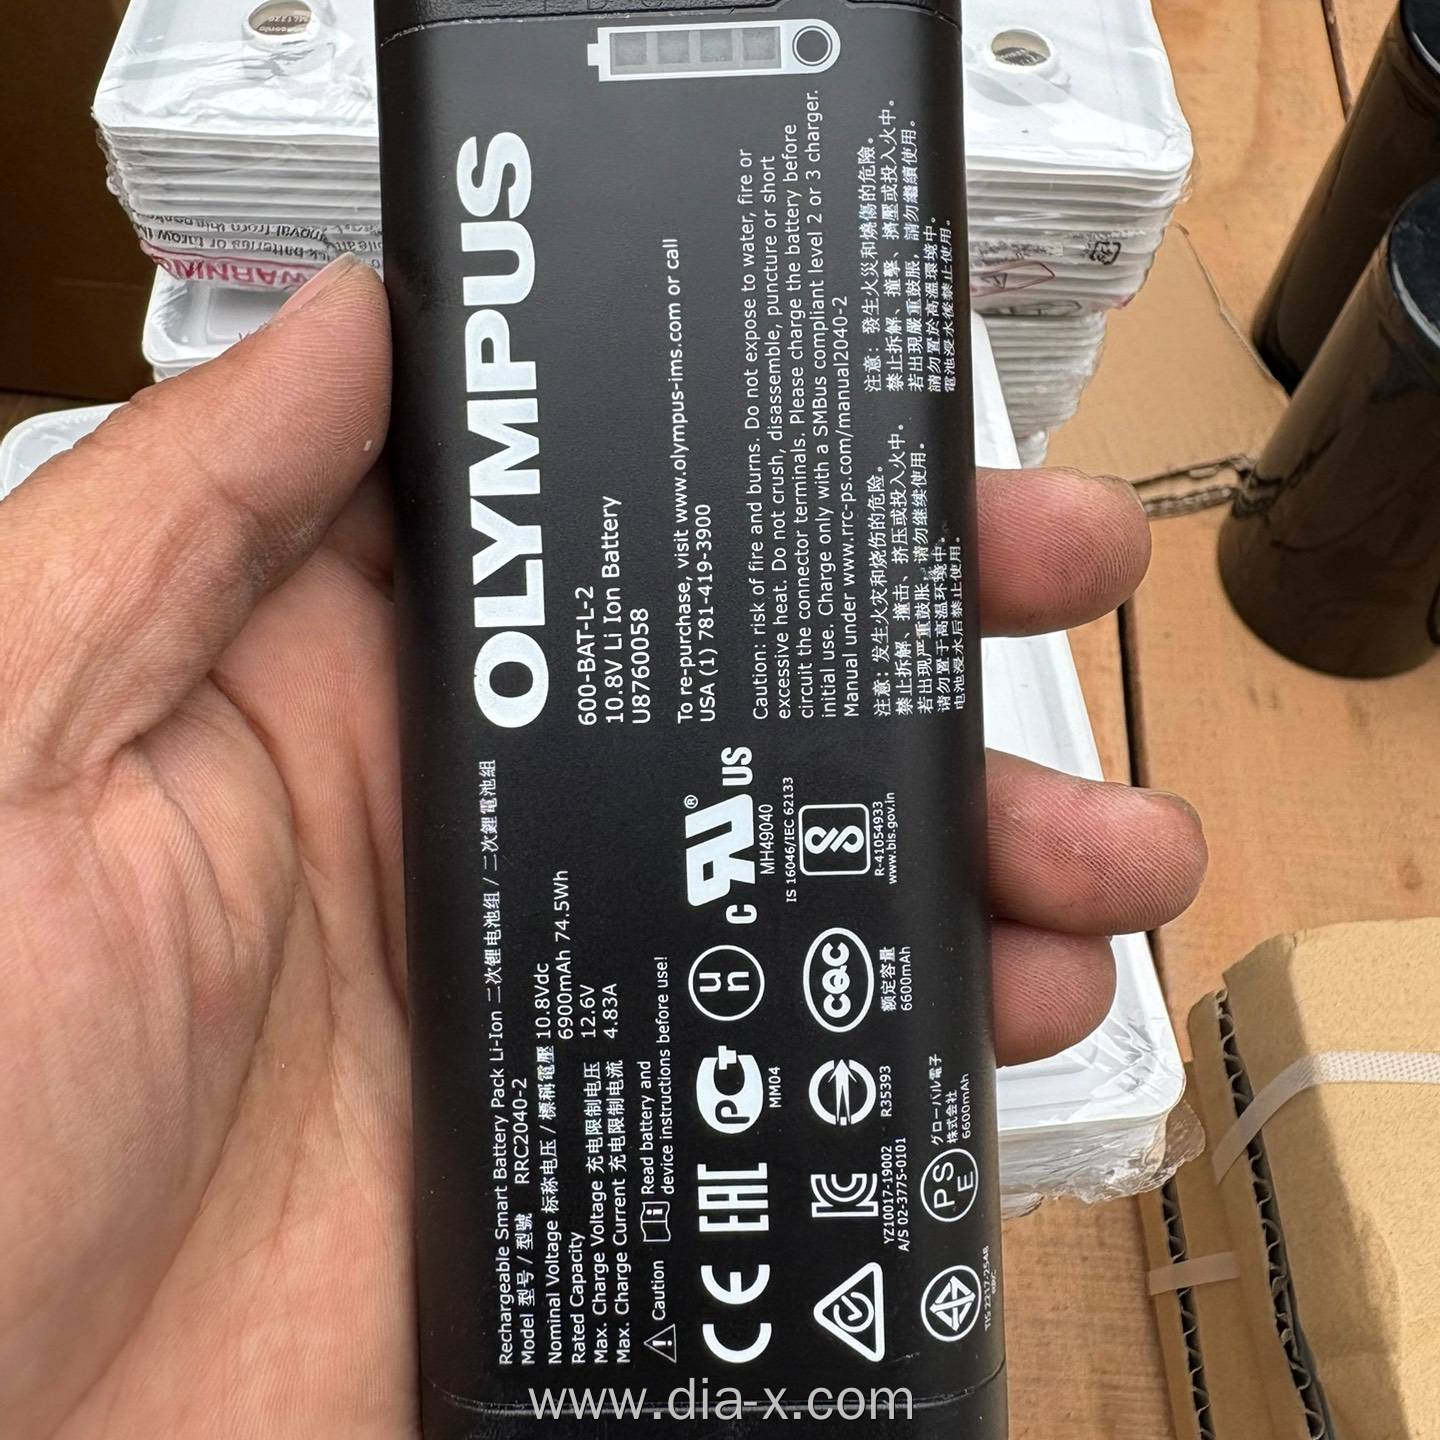 OLYMPUS
600-BAT-L-2
10.8V Li Ion Battery
U8760058
To re-purchase, visit www.olympus-ims.com or call
USA (1) 781-419-3900
Caution: risk of fire and burns. Do not expose to water, fire or
excessive heat. Do not crush, disassemble, puncture or short
circuit the connector terminals. Please charge the battery before
initial use. Charge only with a SMBus compliant level 2 or 3 charger.
Manual under www.rrc-ps.com/manual2040-2
注意：发生火灾和烧伤的危险。
禁止拆解、撞击、挤压或投入火中。
若出现严重鼓胀，请勿继续使用。
请勿置于高温环境中。
电池浸水后禁止使用。
注意：發生火災和燒傷的危險。
禁止拆解、撞擊、擠壓或投入火中。
若出現嚴重鼓脹，請勿繼續使用。
請勿置於高溫環境中。
電池浸水後禁止使用。
Rechargeable Smart Battery Pack Li-Ion 二次锂电池组 / 二次鋰電池組
Model 型号 / 型號 RRC2040-2
Nominal Voltage 标称电压 / 標稱電壓 10.8Vdc
Rated Capacity 6900mAh 74.5Wh
Max. Charge Voltage 充电限制电压 12.6V
Max. Charge Current 充电限制电流 4.83A
Caution
Read battery and
device instructions before use!
CE
EAC
PCT
MM04
UN
c RU® US
MH49040
IS 16046/IEC 62133
R-41054933
www.bis.gov.in
KC
YZ10017-19002
A/S 02-3775-0101
R35393
CQC
额定容量
6600mAh
TIS 2217-2548
PSE
グローバル電子
株式会社
6600mAh
WARNING
www.dia-x.com